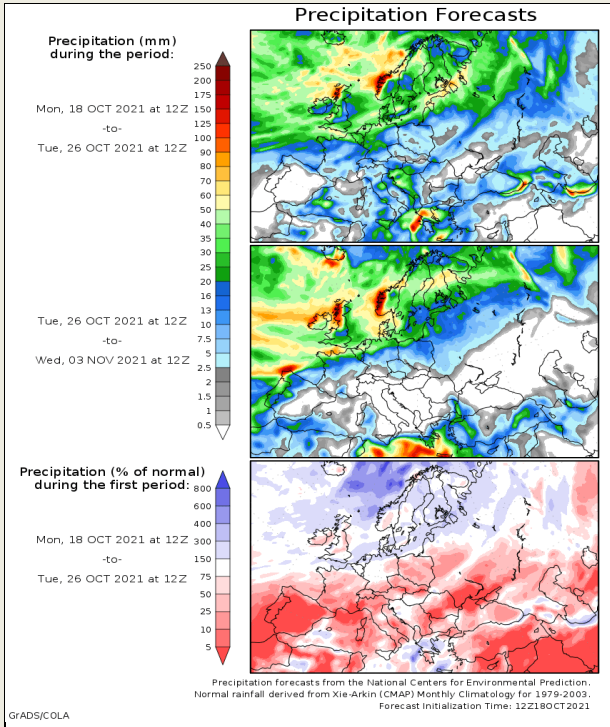 Precipitation Forecasts
Precipitation (mm)
during the period:
250
200
175
150
125
100
90
80
70
60
50
40
35
30
25
20
16
13
10
7.5
5
2.5
2
1.5
1
0.5
Mon, 18 OCT 2021 at 12Z
-to-
Tue, 26 OCT 2021 at 12Z
Tue, 26 OCT 2021 at 12Z
-to-
Wed, 03 NOV 2021 at 12Z
Precipitation (% of normal)
during the first period:
800
600
400
300
150
75
50
25
10
5
Mon, 18 OCT 2021 at 12Z
-to-
Tue, 26 OCT 2021 at 12Z
Precipitation forecasts from the National Centers for Environmental Prediction.
Normal rainfall derived from Xie-Arkin (CMAP) Monthly Climatology for 1979-2003.
Forecast Initialization Time: 12Z18OCT2021
GrADS/COLA